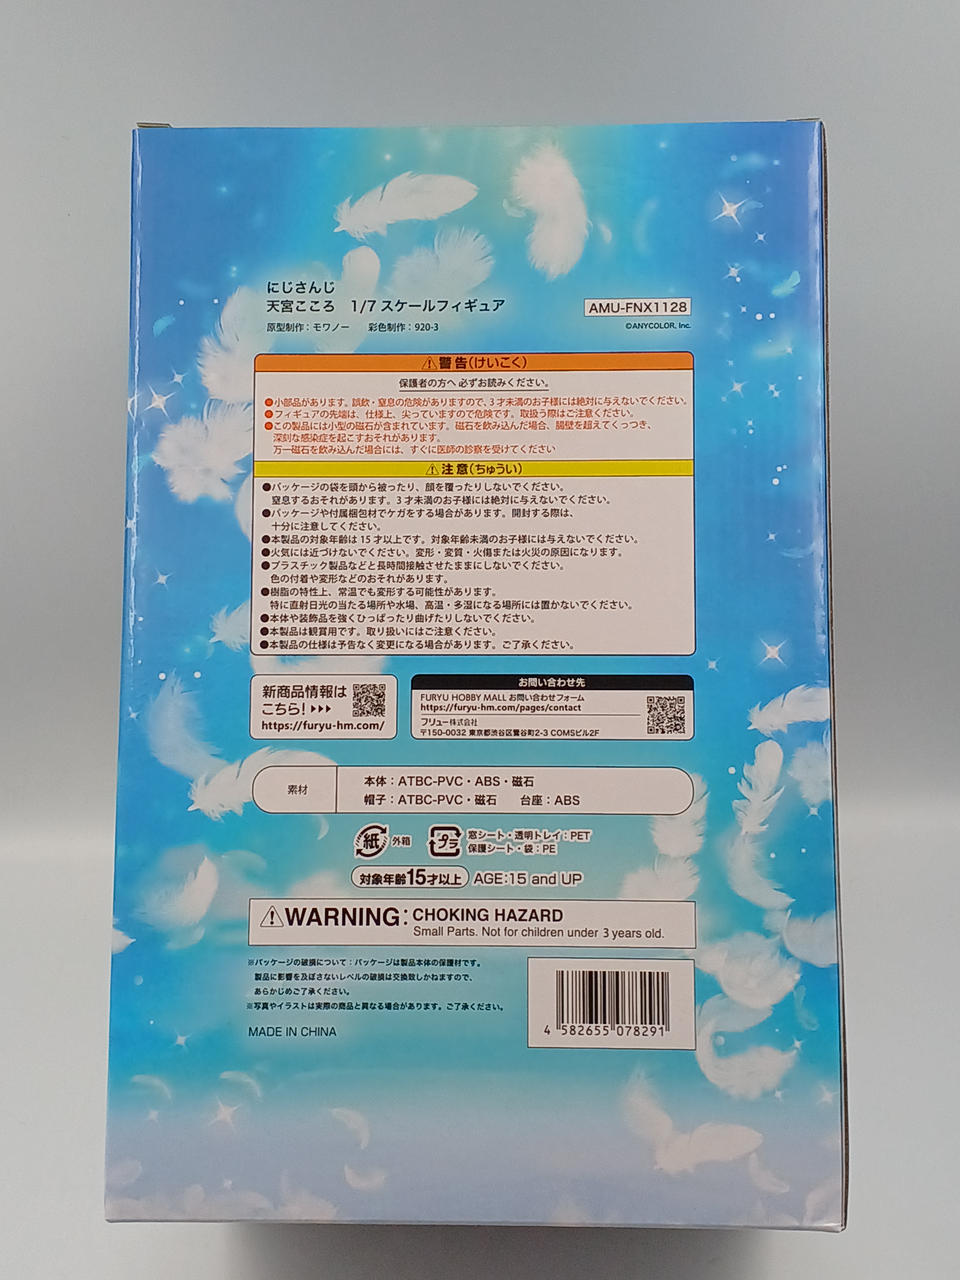 にじさんじ
天宮こころ 1/7 スケールフィギュア
原型制作：モワノー 彩色制作：920-3
AMU-FNX1128
©ANYCOLOR, Inc.
⚠警告(けいこく)
保護者の方へ 必ずお読みください。
●小部品があります。誤飲・窒息の危険がありますので、3才未満のお子様には絶対に与えないでください。
●フィギュアの先端は、仕様上、尖っていますので危険です。取扱う際はご注意ください。
●この製品には小型の磁石が含まれています。磁石を飲み込んだ場合、腸壁を超えてくっつき、
深刻な感染症を起こすおそれがあります。
万一磁石を飲み込んだ場合には、すぐに医師の診察を受けてください
⚠注意(ちゅうい)
●パッケージの袋を頭から被ったり、顔を覆ったりしないでください。
窒息するおそれがあります。3才未満のお子様には絶対に与えないでください。
●パッケージや付属梱包材でケガをする場合があります。開封する際は、
十分に注意してください。
●本製品の対象年齢は15才以上です。対象年齢未満のお子様には与えないでください。
●火気には近づけないでください。変形・変質・火傷または火災の原因になります。
●プラスチック製品などと長時間接触させたままにしないでください。
色の付着や変形などのおそれがあります。
●樹脂の特性上、常温でも変形する可能性があります。
特に直射日光の当たる場所や水場、高温・多湿になる場所には置かないでください。
●本体や装飾品を強くひっぱったり曲げたりしないでください。
●本製品は観賞用です。取り扱いにはご注意ください。
●本製品の仕様は予告なく変更になる場合があります。ご了承ください。
新商品情報は
こちら！▶▶▶
https://furyu-hm.com/
お問い合わせ先
FURYU HOBBY MALL お問い合わせフォーム
https://furyu-hm.com/pages/contact
フリュー株式会社
〒150-0032 東京都渋谷区鶯谷町2-3 COMSビル2F
素材
本体：ATBC-PVC・ABS・磁石
帽子：ATBC-PVC・磁石 台座：ABS
紙 外箱
プラ 窓シート・透明トレイ：PET
保護シート・袋：PE
対象年齢15才以上 AGE:15 and UP
⚠WARNING: CHOKING HAZARD
Small Parts. Not for children under 3 years old.
※パッケージの破損について：パッケージは製品本体の保護材です。
製品に影響を及ぼさないレベルの破損は交換致しかねますので、
あらかじめご了承ください。
※写真やイラストは実際の商品と異なる場合があります。ご了承ください。
MADE IN CHINA
4 582655 078291